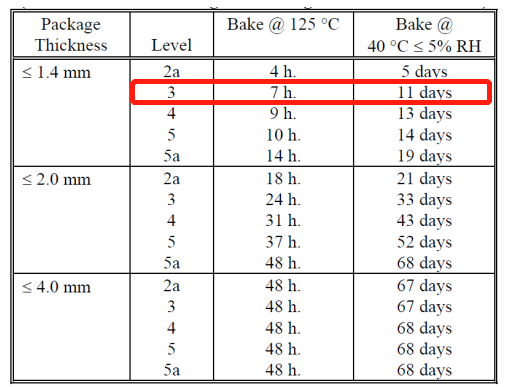 Package Thickness Level Bake @ 125 °C Bake @ 40 °C ≤ 5% RH
≤ 1.4 mm 2a 4 h. 5 days
3 7 h. 11 days
4 9 h. 13 days
5 10 h. 14 days
5a 14 h. 19 days
≤ 2.0 mm 2a 18 h. 21 days
3 24 h. 33 days
4 31 h. 43 days
5 37 h. 52 days
5a 48 h. 68 days
≤ 4.0 mm 2a 48 h. 67 days
3 48 h. 67 days
4 48 h. 68 days
5 48 h. 68 days
5a 48 h. 68 days